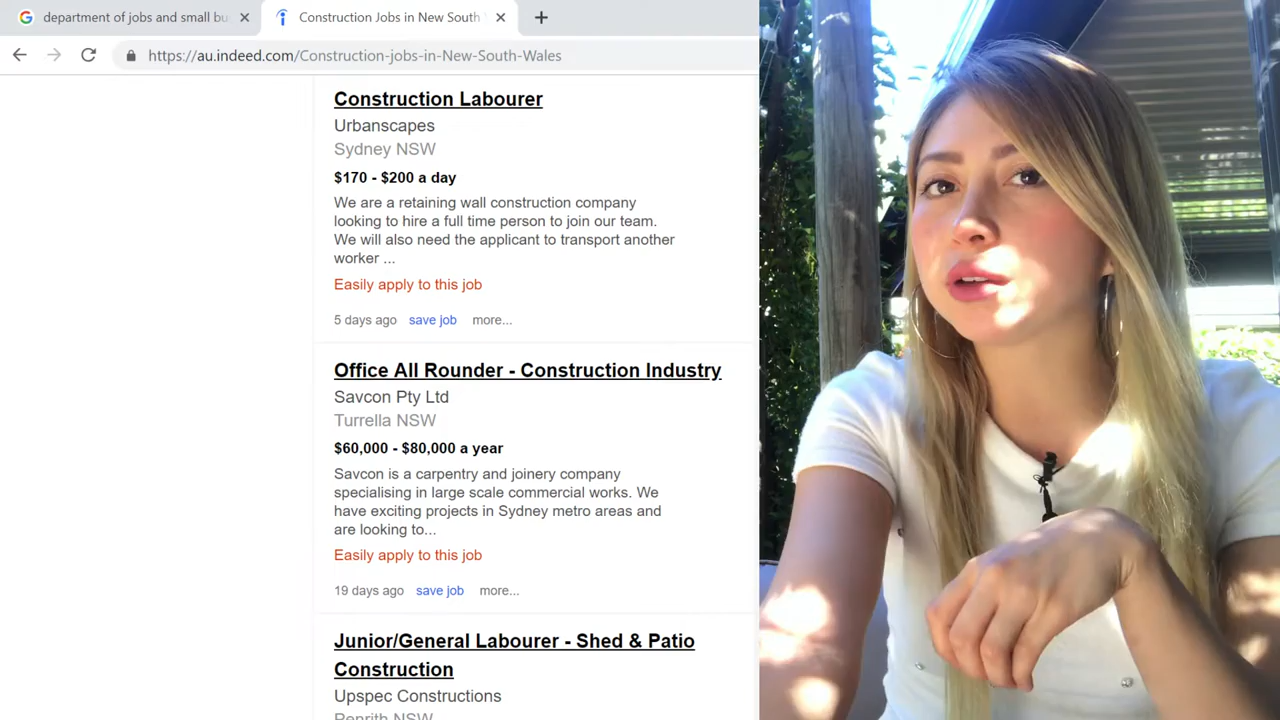 department of jobs and small bu
Construction Jobs in New South
https://au.indeed.com/Construction-jobs-in-New-South-Wales
Construction Labourer
Urbanscapes
Sydney NSW
$170 - $200 a day
We are a retaining wall construction company
looking to hire a full time person to join our team.
We will also need the applicant to transport another
worker ...
Easily apply to this job
5 days ago save job more...
Office All Rounder - Construction Industry
Savcon Pty Ltd
Turrella NSW
$60,000 - $80,000 a year
Savcon is a carpentry and joinery company
specialising in large scale commercial works. We
have exciting projects in Sydney metro areas and
are looking to...
Easily apply to this job
19 days ago save job more...
Junior/General Labourer - Shed & Patio
Construction
Upspec Constructions
Penrith NSW